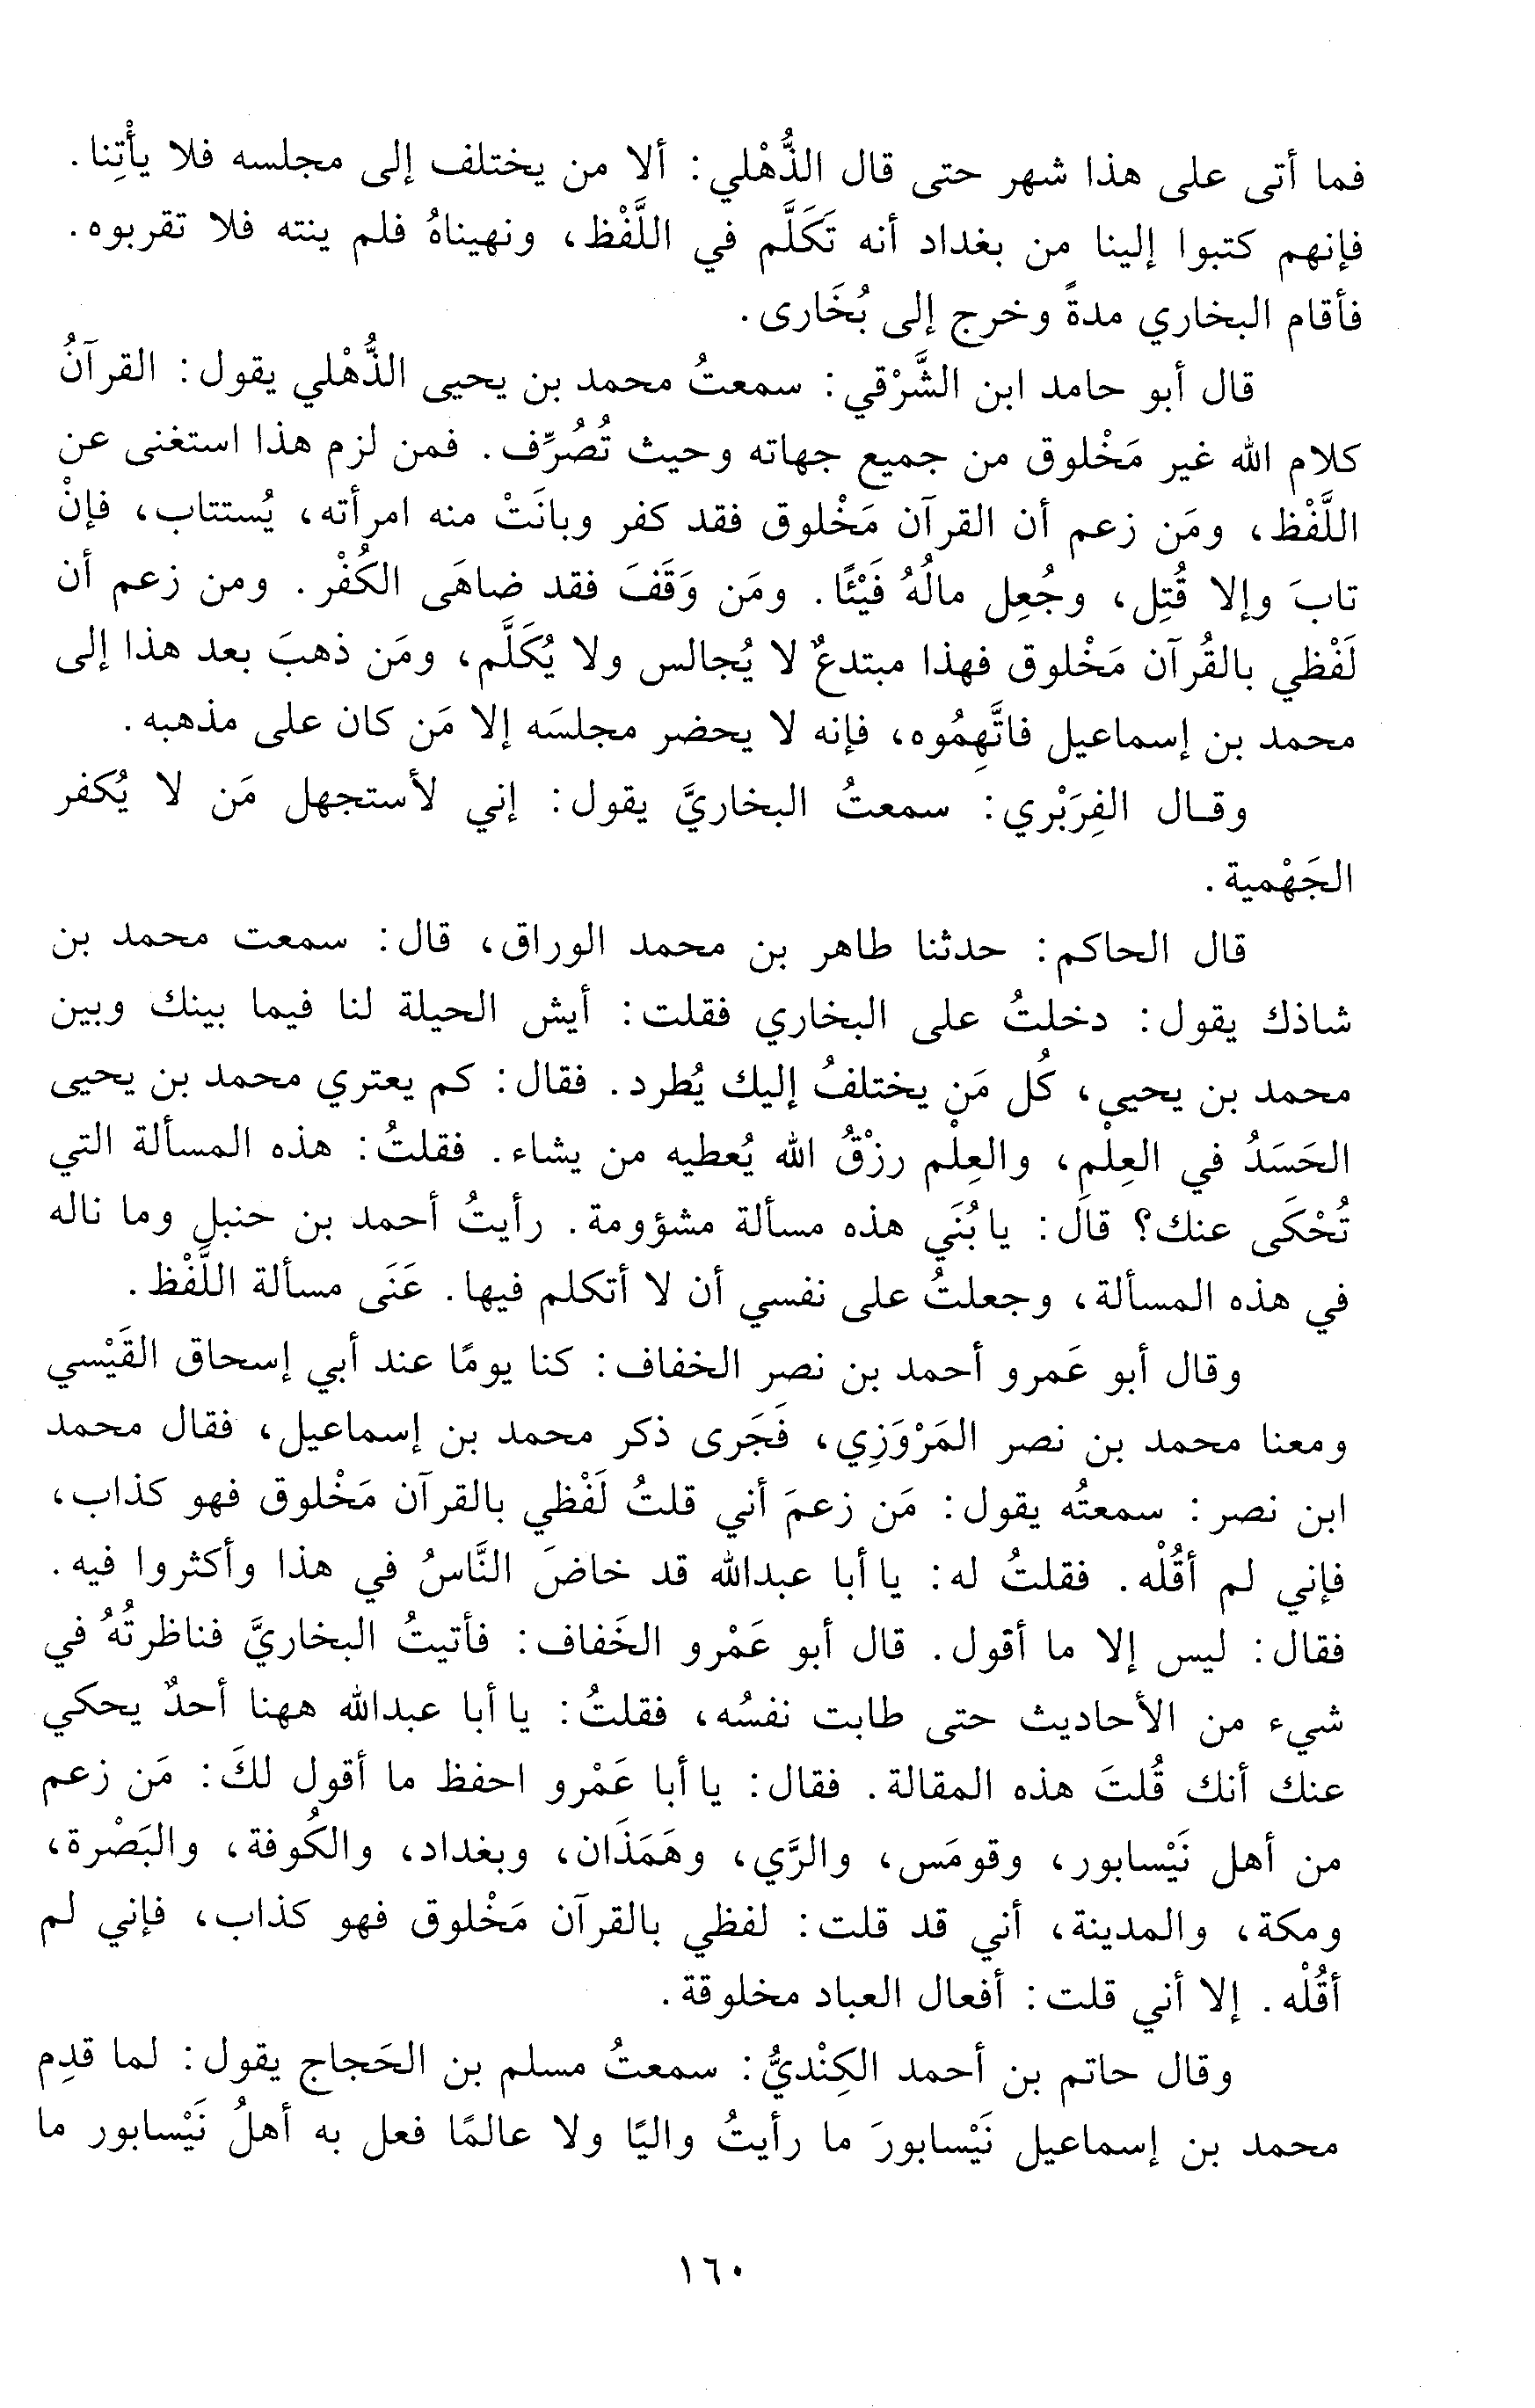 فما أتى على هذا شهر حتى قال الذُّهْلي: ألا من يختلف إلى مجلسه فلا يأْتِنا.
فإنهم كتبوا إلينا من بغداد أنه تَكَلَّم في اللَّفْظ، ونهيناهُ فلم ينته فلا تقربوه.
فأقام البخاري مدةً وخرج إلى بُخَارى.
قال أبو حامد ابن الشَّرْقي: سمعتُ محمد بن يحيى الذُّهْلي يقول: القرآنُ
كلام الله غير مَخْلوق من جميع جهاته وحيث تُصُرِّف. فمن لزم هذا استغنى عن
اللَّفْظ، ومَن زعم أن القرآن مَخْلوق فقد كفر وبانَتْ منه امرأته، يُستتاب، فإنْ
تابَ وإلا قُتِل، وجُعِل مالُهُ فَيْئًا. ومَن وَقَفَ فقد ضاهَى الكُفْر. ومن زعم أن
لَفْظي بالقُرآن مَخْلوق فهذا مبتدعٌ لا يُجالس ولا يُكَلَّم، ومَن ذهبَ بعد هذا إلى
محمد بن إسماعيل فاتَّهِمُوه، فإنه لا يحضر مجلسَه إلا مَن كان على مذهبه.
وقال الفِرَبْري: سمعتُ البخاريَّ يقول: إني لأستجهل مَن لا يُكفر
الجَهْمية.
قال الحاكم: حدثنا طاهر بن محمد الوراق، قال: سمعت محمد بن
شاذك يقول: دخلتُ على البخاري فقلت: أيش الحيلة لنا فيما بينك وبين
محمد بن يحيى، كُل مَن يختلفُ إليك يُطرد. فقال: كم يعتري محمد بن يحيى
الحَسَدُ في العِلْم، والعِلْم رزْقُ الله يُعطيه من يشاء. فقلتُ: هذه المسألة التي
تُحْكَى عنك؟ قال: يا بُنَي هذه مسألة مشؤومة. رأيتُ أحمد بن حنبل وما ناله
في هذه المسألة، وجعلتُ على نفسي أن لا أتكلم فيها. عَنَى مسألة اللَّفْظ.
وقال أبو عَمرو أحمد بن نصر الخفاف: كنا يومًا عند أبي إسحاق القَيْسي
ومعنا محمد بن نصر المَرْوَزِي، فَجَرى ذكر محمد بن إسماعيل، فقال محمد
ابن نصر: سمعتُه يقول: مَن زعمَ أني قلتُ لَفْظي بالقرآن مَخْلوق فهو كذاب،
فإني لم أقُلْه. فقلتُ له: يا أبا عبدالله قد خاضَ النَّاسُ في هذا وأكثروا فيه.
فقال: ليس إلا ما أقول. قال أبو عَمْرو الخَفاف: فأتيتُ البخاريَّ فناظرتُهُ في
شيء من الأحاديث حتى طابت نفسُه، فقلتُ: يا أبا عبدالله ههنا أحدٌ يحكي
عنك أنك قُلتَ هذه المقالة. فقال: يا أبا عَمْرو احفظ ما أقول لكَ: مَن زعم
من أهل نَيْسابور، وقومَس، والرَّي، وهَمَذَان، وبغداد، والكُوفة، والبَصْرة،
ومكة، والمدينة، أني قد قلت: لفظي بالقرآن مَخْلوق فهو كذاب، فإني لم
أقُلْه. إلا أني قلت: أفعال العباد مخلوقة.
وقال حاتم بن أحمد الكِنْديُّ: سمعتُ مسلم بن الحَجاج يقول: لما قدِم
محمد بن إسماعيل نَيْسابورَ ما رأيتُ واليًا ولا عالمًا فعل به أهلُ نَيْسابور ما
١٦٠